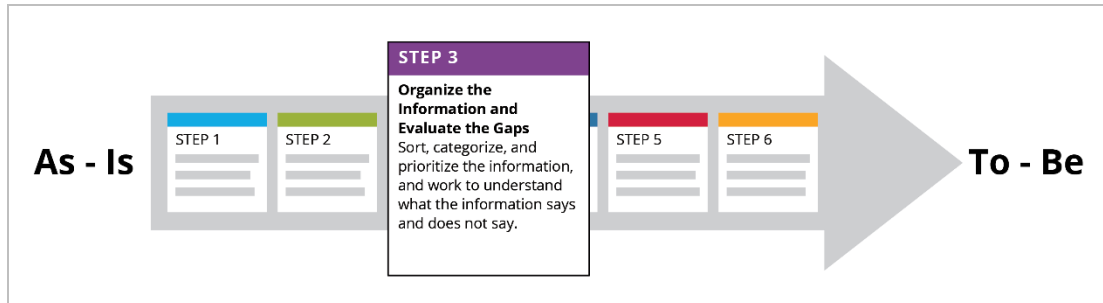 As - Is
STEP 1
STEP 2
STEP 3
Organize the
Information and
Evaluate the Gaps
Sort, categorize, and
prioritize the information,
and work to understand
what the information says
and does not say.
STEP 5
STEP 6
To - Be